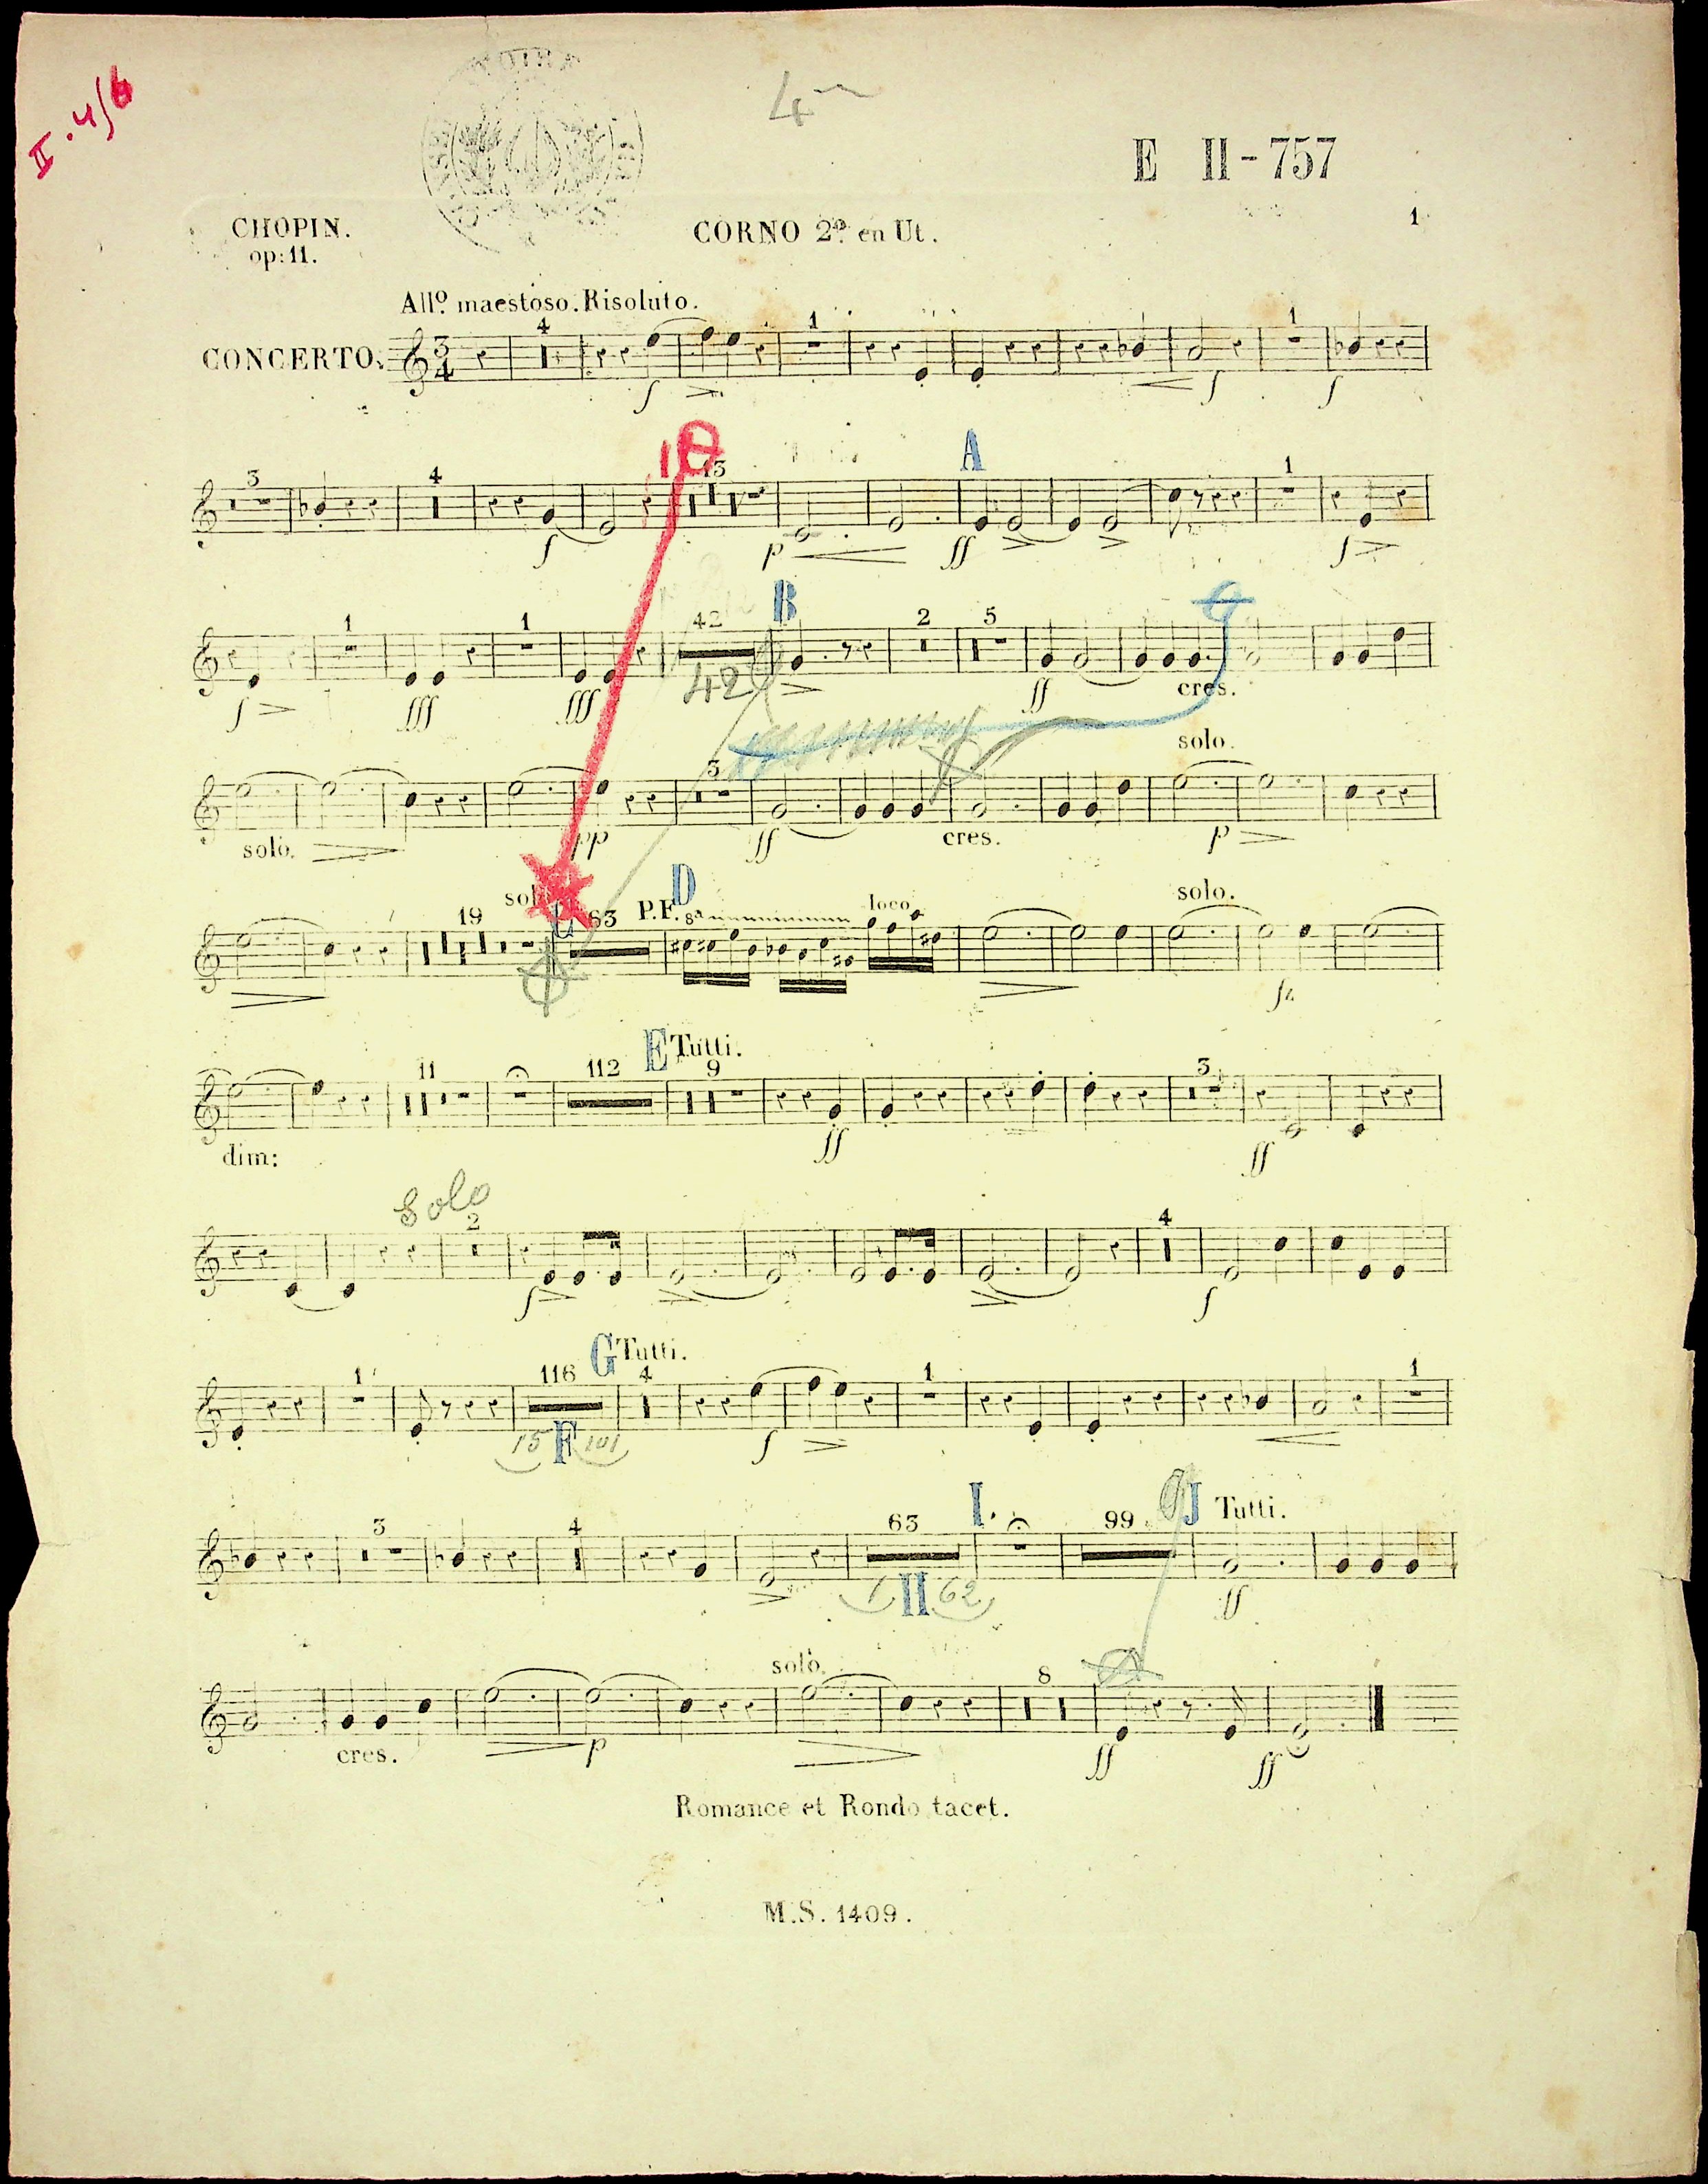 II. 4/6
4
E II - 757
CHOPIN.
op: 11.
CORNO 2º. en Ut.
1
Allº. maestoso. Risoluto.
CONCERTO.
3 4
4 1 1
f > f f
10
3 4 13 A 1
f p ff > > f >
B
1 1 42 2 5
42
f > fff fff > ff cres.
3 solo.
solo. pp ff cres. p
19 solo C 63 P.F. D 8ª loco solo.
fz
11 112 E Tutti. 9 3
dim: ff ff
Solo
2 4
f > > > f
1 116 G Tutti. 4 1 1
15 F 101 f >
3 4 63 I. 99 J Tutti.
> 1 H 62 ff
solo. 8
cres. p ff ff
Romance et Rondo tacet.
M.S. 1409.